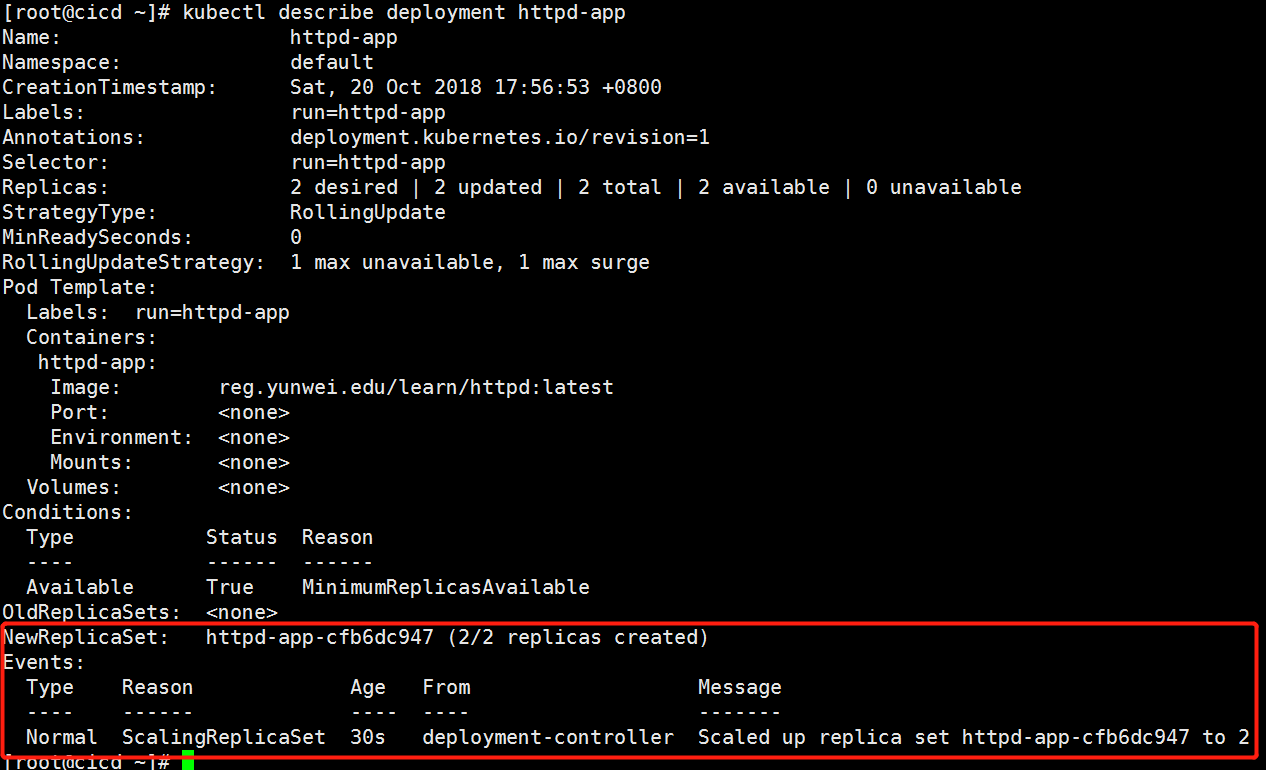 [root@cicd ~]# kubectl describe deployment httpd-app
Name:                   httpd-app
Namespace:              default
CreationTimestamp:      Sat, 20 Oct 2018 17:56:53 +0800
Labels:                 run=httpd-app
Annotations:            deployment.kubernetes.io/revision=1
Selector:               run=httpd-app
Replicas:               2 desired | 2 updated | 2 total | 2 available | 0 unavailable
StrategyType:           RollingUpdate
MinReadySeconds:        0
RollingUpdateStrategy:  1 max unavailable, 1 max surge
Pod Template:
  Labels:  run=httpd-app
  Containers:
   httpd-app:
    Image:        reg.yunwei.edu/learn/httpd:latest
    Port:         <none>
    Environment:  <none>
    Mounts:       <none>
  Volumes:        <none>
Conditions:
  Type           Status  Reason
  ----           ------  ------
  Available      True    MinimumReplicasAvailable
OldReplicaSets:  <none>
NewReplicaSet:   httpd-app-cfb6dc947 (2/2 replicas created)
Events:
  Type    Reason             Age   From                   Message
  ----    ------             ----  ----                   -------
  Normal  ScalingReplicaSet  30s   deployment-controller  Scaled up replica set httpd-app-cfb6dc947 to 2
[root@cicd ~]#